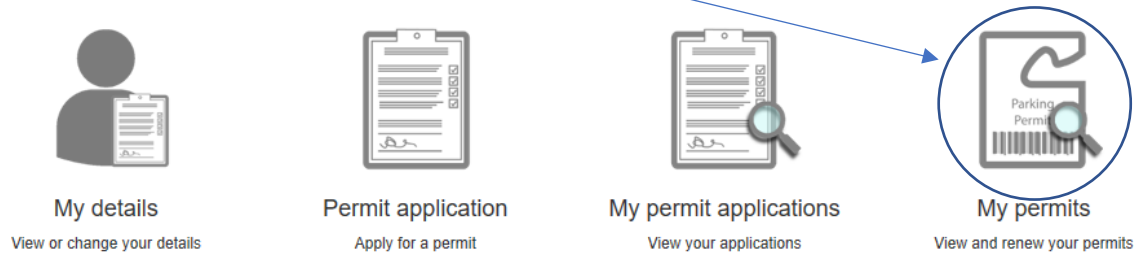 Parking
Permit
My details
Permit application
My permit applications
My permits
View or change your details
Apply for a permit
View your applications
View and renew your permits